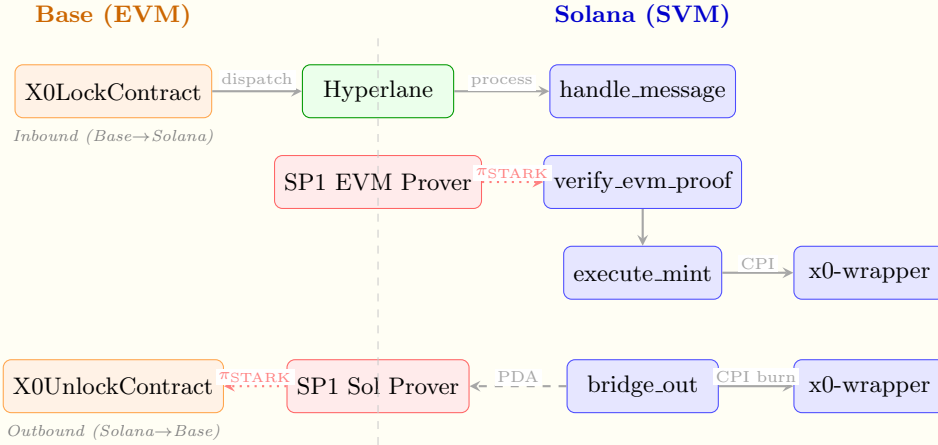 Base (EVM)
Solana (SVM)
X0LockContract
dispatch
Hyperlane
process
handle_message
Inbound (Base→Solana)
SP1 EVM Prover
πSTARK
verify_evm_proof
execute_mint
CPI
x0-wrapper
X0UnlockContract
πSTARK
SP1 Sol Prover
PDA
bridge_out
CPI burn
x0-wrapper
Outbound (Solana→Base)